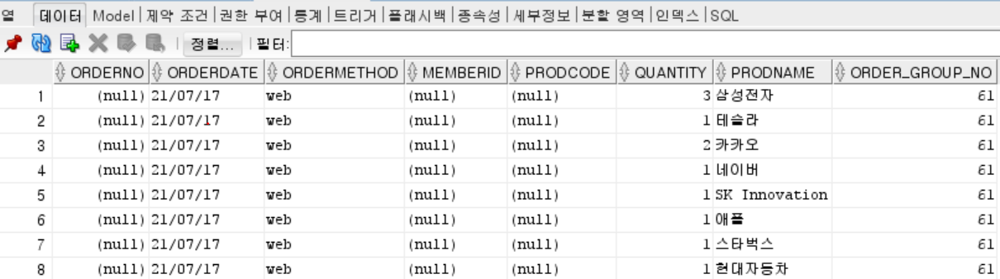 열 데이터 Model 제약 조건 권한 부여 통계 트리거 플래시백 종속성 세부정보 분할 영역 인덱스 SQL
정렬... 필터:
ORDERNO ORDERDATE ORDERMETHOD MEMBERID PRODCODE QUANTITY PRODNAME ORDER_GROUP_NO
1 (null) 21/07/17 web (null) (null) 3 삼성전자 61
2 (null) 21/07/17 web (null) (null) 1 테슬라 61
3 (null) 21/07/17 web (null) (null) 2 카카오 61
4 (null) 21/07/17 web (null) (null) 1 네이버 61
5 (null) 21/07/17 web (null) (null) 1 SK Innovation 61
6 (null) 21/07/17 web (null) (null) 1 애플 61
7 (null) 21/07/17 web (null) (null) 1 스타벅스 61
8 (null) 21/07/17 web (null) (null) 1 현대자동차 61